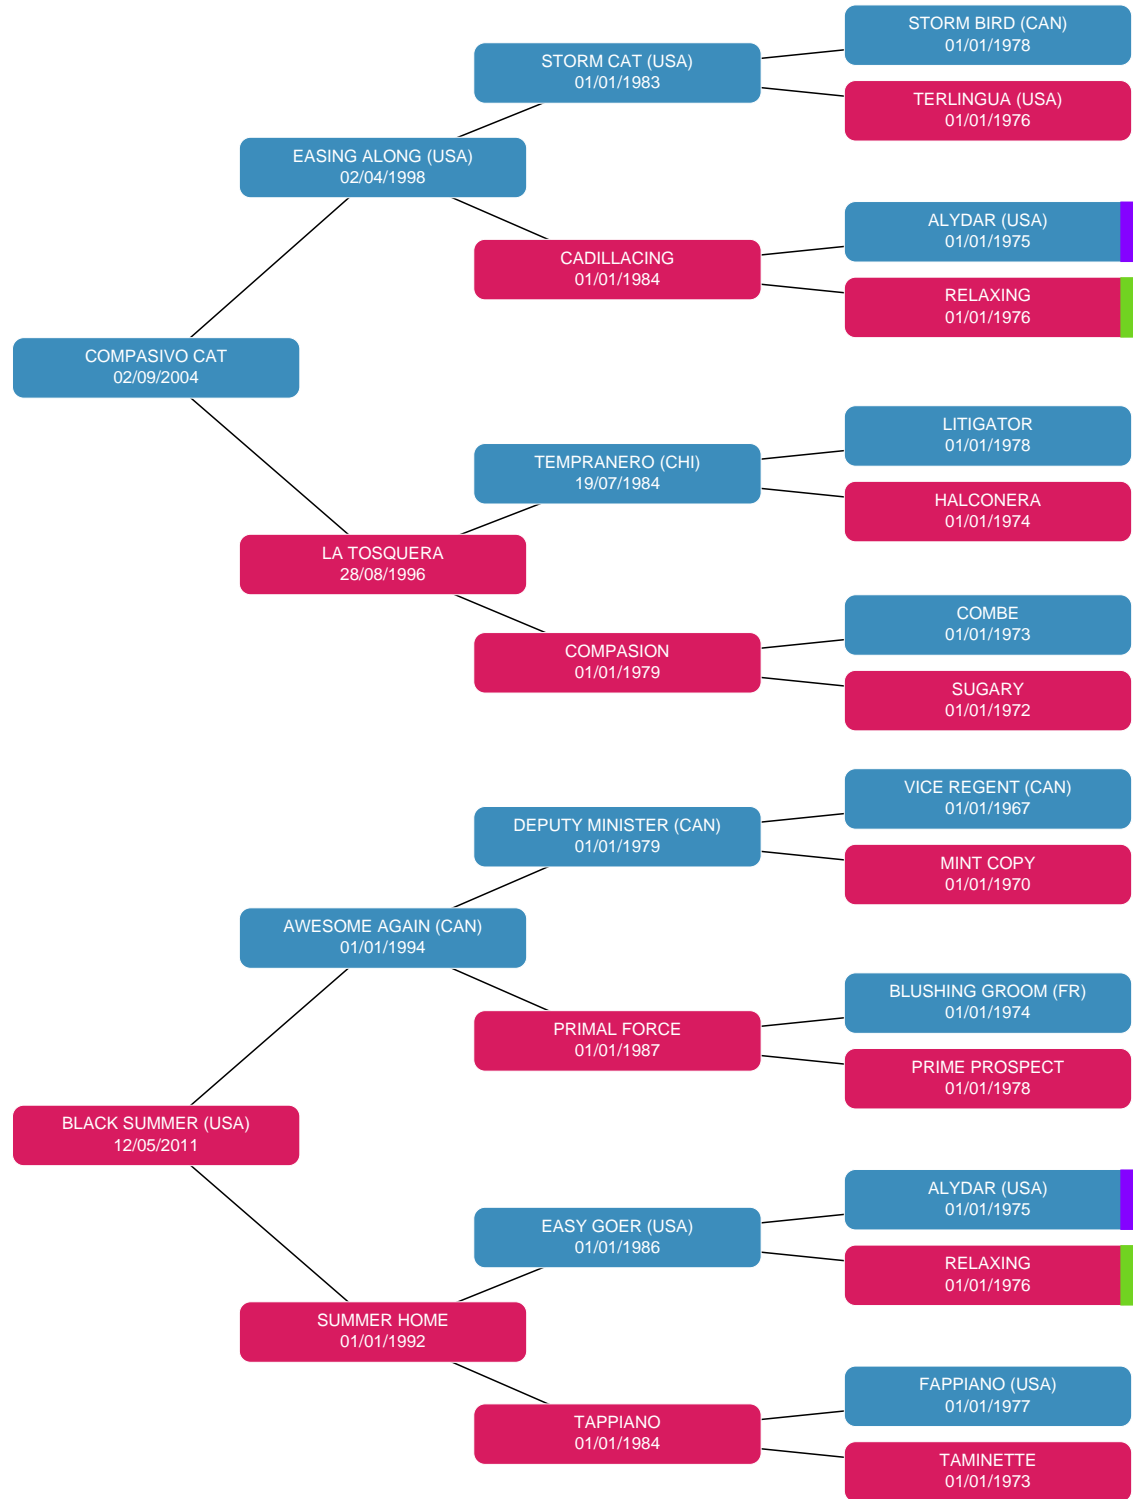 STORM BIRD (CAN)
01/01/1978
STORM CAT (USA)
01/01/1983
TERLINGUA (USA)
01/01/1976
EASING ALONG (USA)
02/04/1998
ALYDAR (USA)
01/01/1975
CADILLACING
01/01/1984
RELAXING
01/01/1976
COMPASIVO CAT
02/09/2004
LITIGATOR
01/01/1978
TEMPRANERO (CHI)
19/07/1984
HALCONERA
01/01/1974
LA TOSQUERA
28/08/1996
COMBE
01/01/1973
COMPASION
01/01/1979
SUGARY
01/01/1972
VICE REGENT (CAN)
01/01/1967
DEPUTY MINISTER (CAN)
01/01/1979
MINT COPY
01/01/1970
AWESOME AGAIN (CAN)
01/01/1994
BLUSHING GROOM (FR)
01/01/1974
PRIMAL FORCE
01/01/1987
PRIME PROSPECT
01/01/1978
BLACK SUMMER (USA)
12/05/2011
ALYDAR (USA)
01/01/1975
EASY GOER (USA)
01/01/1986
RELAXING
01/01/1976
SUMMER HOME
01/01/1992
FAPPIANO (USA)
01/01/1977
TAPPIANO
01/01/1984
TAMINETTE
01/01/1973